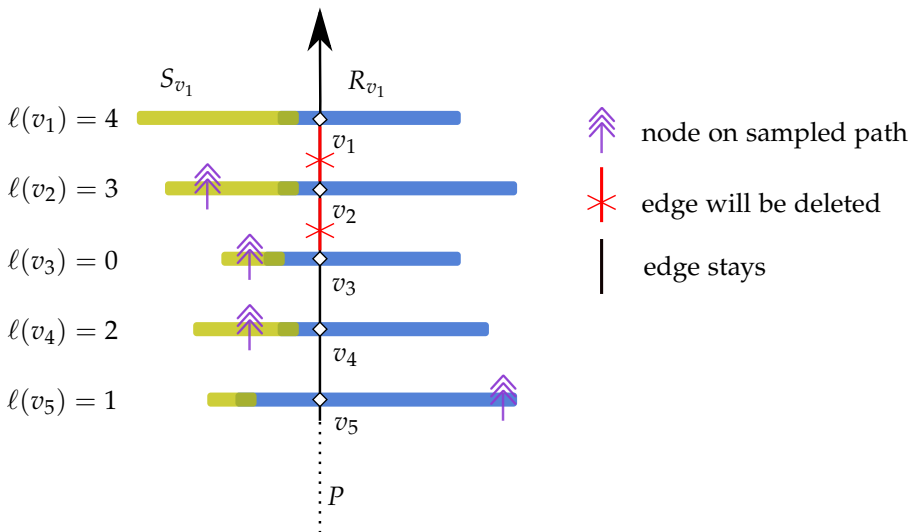 S_{v_1} R_{v_1}
ℓ(v_1) = 4
v_1
node on sampled path
ℓ(v_2) = 3
v_2
edge will be deleted
ℓ(v_3) = 0
v_3
edge stays
ℓ(v_4) = 2
v_4
ℓ(v_5) = 1
v_5
P